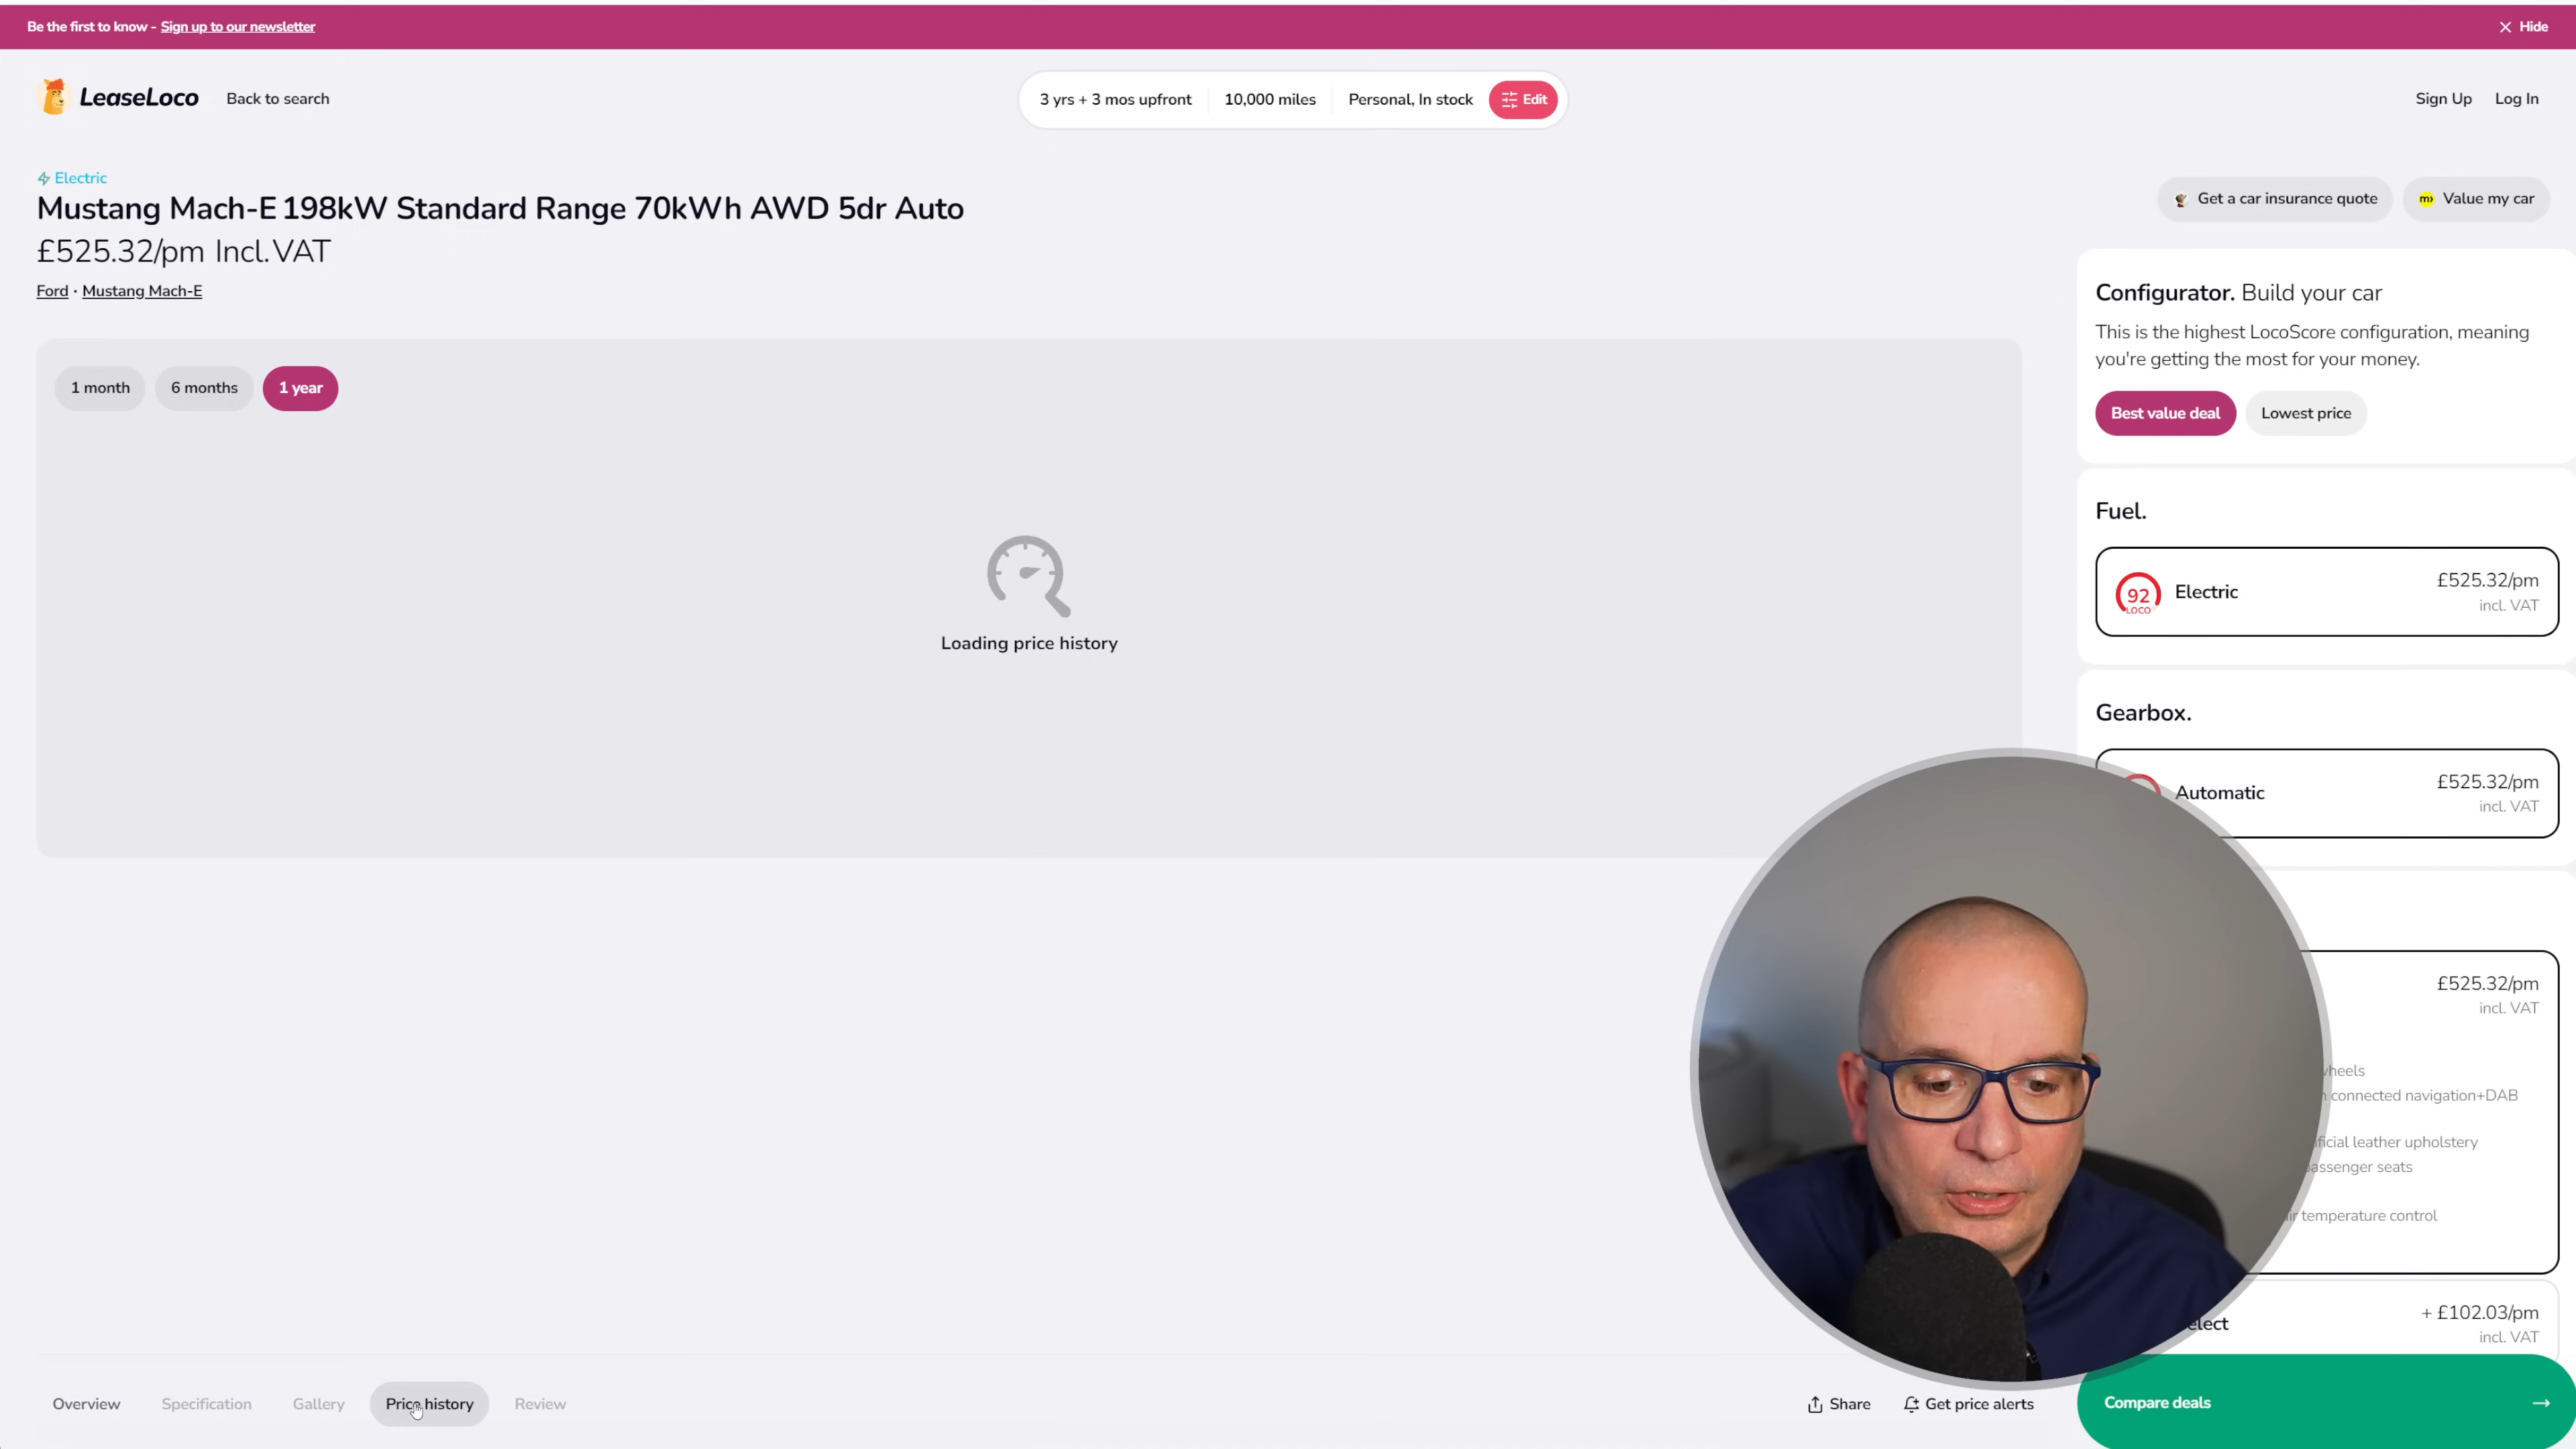 Be the first to know - Sign up to our newsletter
Hide
LeaseLoco
Back to search
3 yrs + 3 mos upfront
10,000 miles
Personal, In stock
Edit
Sign Up
Log In
Electric
Mustang Mach-E 198kW Standard Range 70kWh AWD 5dr Auto
£525.32/pm Incl.VAT
Ford · Mustang Mach-E
Get a car insurance quote
Value my car
1 month
6 months
1 year
Loading price history
Configurator. Build your car
This is the highest LocoScore configuration, meaning
you're getting the most for your money.
Best value deal
Lowest price
Fuel.
92
LOCO
Electric
£525.32/pm
incl. VAT
Gearbox.
Automatic
£525.32/pm
incl. VAT
£525.32/pm
incl. VAT
connected navigation+DAB
leather upholstery
seats
temperature control
+ £102.03/pm
incl. VAT
Overview
Specification
Gallery
Price history
Review
Share
Get price alerts
Compare deals